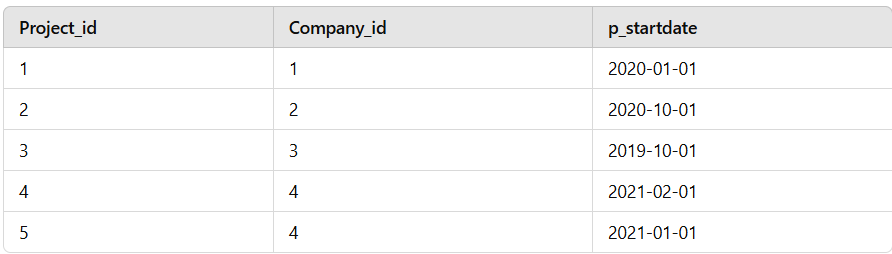 Project_id Company_id p_startdate
1 1 2020-01-01
2 2 2020-10-01
3 3 2019-10-01
4 4 2021-02-01
5 4 2021-01-01